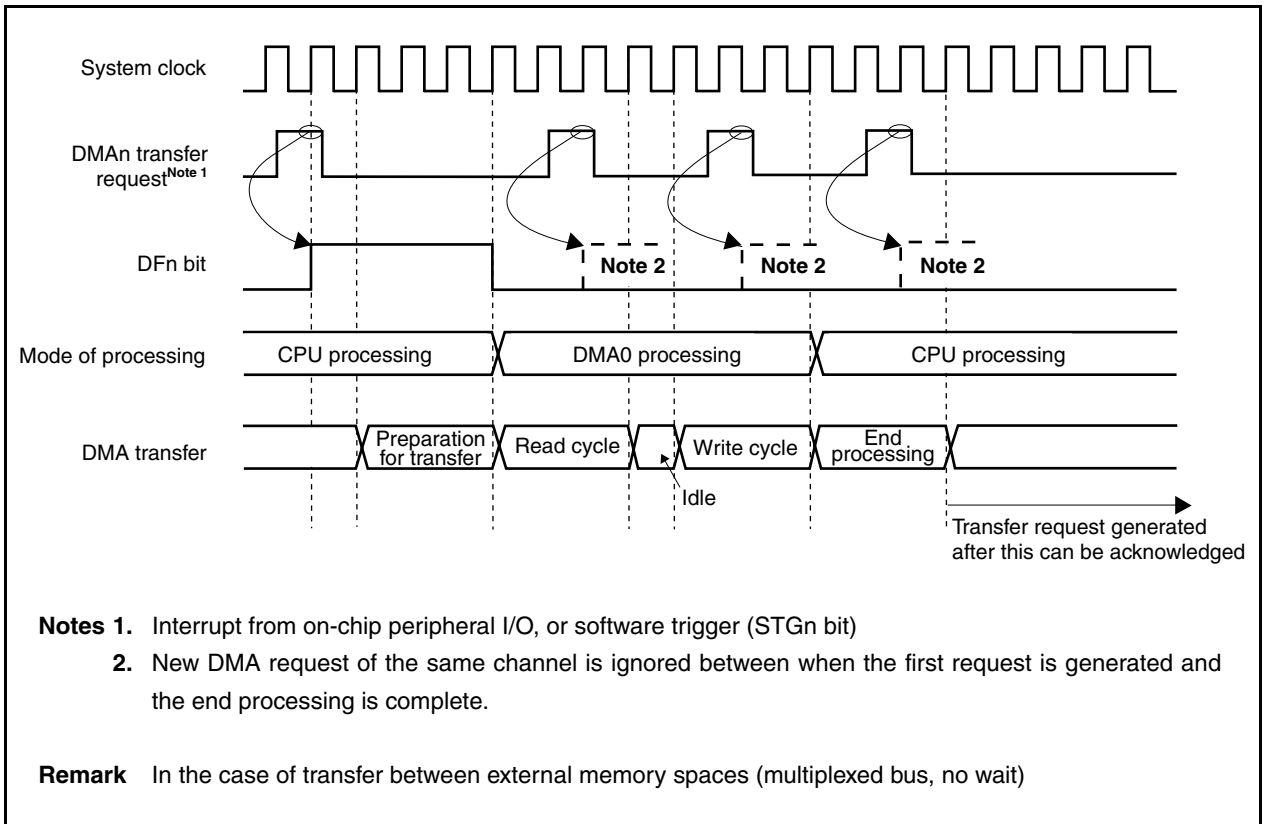 System clock
DMAn transfer
requestNote 1
DFn bit
Note 2
Note 2
Note 2
Mode of processing
CPU processing
DMA0 processing
CPU processing
DMA transfer
Preparation
for transfer
Read cycle
Idle
Write cycle
End
processing
Transfer request generated
after this can be acknowledged
Notes 1. Interrupt from on-chip peripheral I/O, or software trigger (STGn bit)
2. New DMA request of the same channel is ignored between when the first request is generated and
the end processing is complete.
Remark In the case of transfer between external memory spaces (multiplexed bus, no wait)